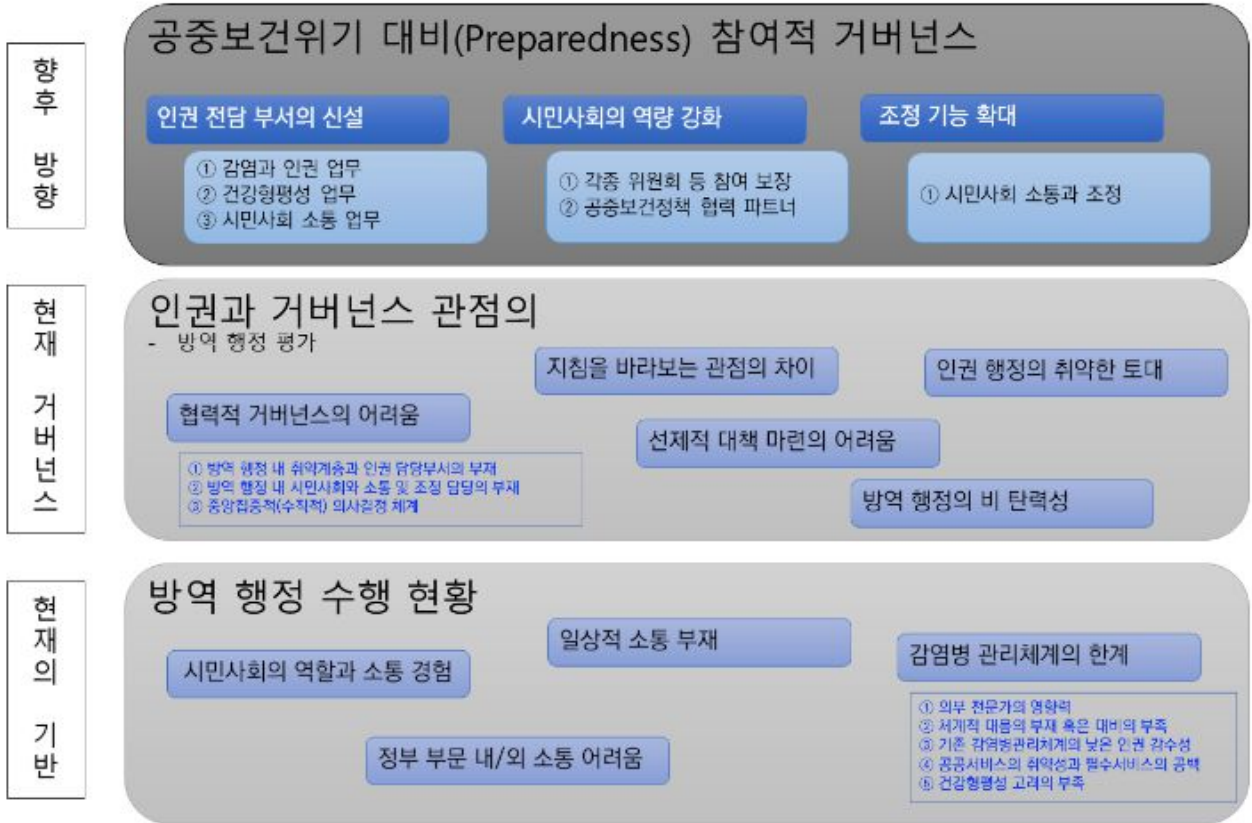 향후 방향
공중보건위기 대비(Preparedness) 참여적 거버넌스
인권 전담 부서의 신설
① 감염과 인권 업무
② 건강형평성 업무
③ 시민사회 소통 업무
시민사회의 역량 강화
① 각종 위원회 등 참여 보장
② 공중보건정책 협력 파트너
조정 기능 확대
① 시민사회 소통과 조정
현재 거버넌스
인권과 거버넌스 관점의
- 방역 행정 평가
지침을 바라보는 관점의 차이
인권 행정의 취약한 토대
협력적 거버넌스의 어려움
선제적 대책 마련의 어려움
① 방역 행정 내 취약계층과 인권 담당부서의 부재
② 방역 행정 내 시민사회와 소통 및 조정 담당의 부재
③ 중앙집중적(수직적) 의사결정 체계
방역 행정의 비 탄력성
현재의 기반
방역 행정 수행 현황
일상적 소통 부재
시민사회의 역할과 소통 경험
감염병 관리체계의 한계
정부 부문 내/외 소통 어려움
① 외부 전문가의 영향력
② 체계적 대응의 부재 혹은 대비의 부족
③ 기존 감염병관리체계의 낮은 인권 감수성
④ 공공서비스의 취약성과 필수서비스의 공백
⑤ 건강형평성 고려의 부족